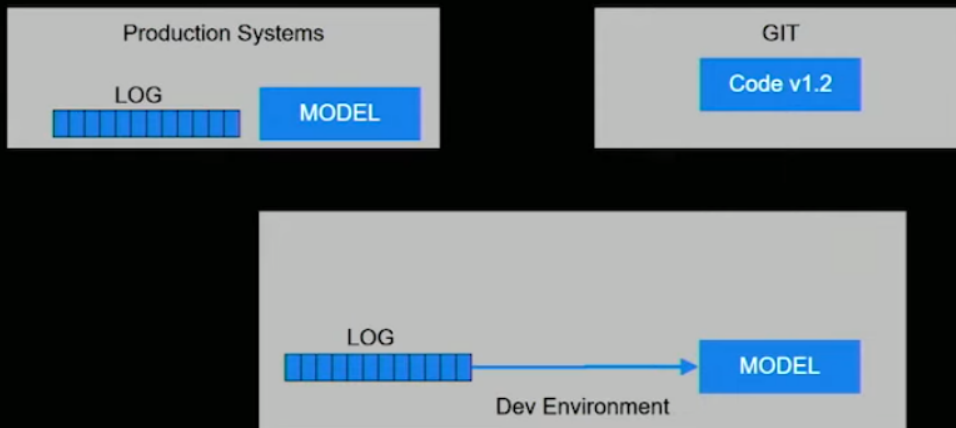 Production Systems
LOG
MODEL
GIT
Code v1.2
LOG
MODEL
Dev Environment